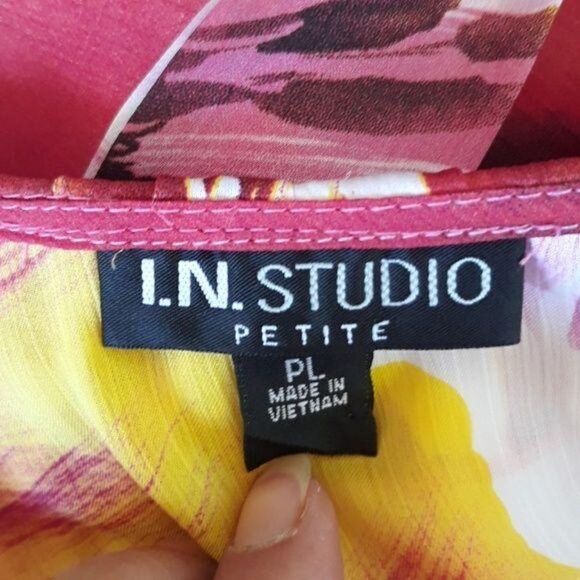 I.N. STUDIO
PETITE
PL
MADE IN
VIETNAM